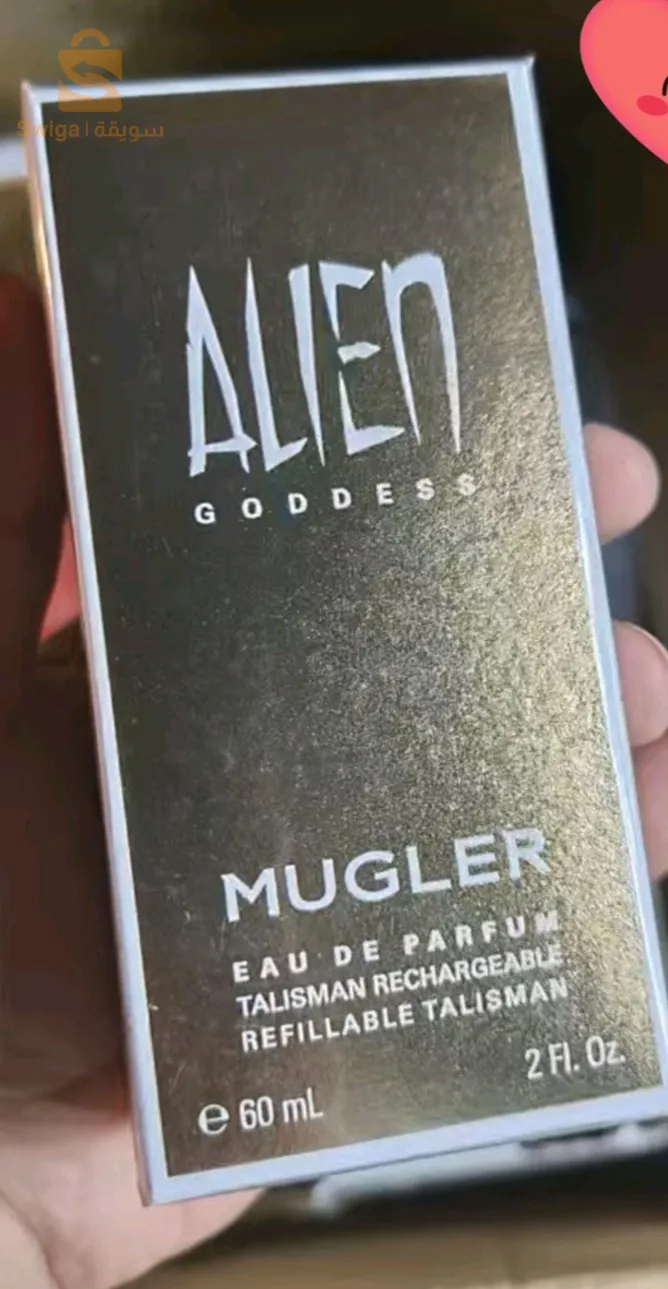 Swiga | سويقة
ALIEN
GODDESS
MUGLER
EAU DE PARFUM
TALISMAN RECHARGEABLE
REFILLABLE TALISMAN
2 Fl. Oz.
℮ 60 mL